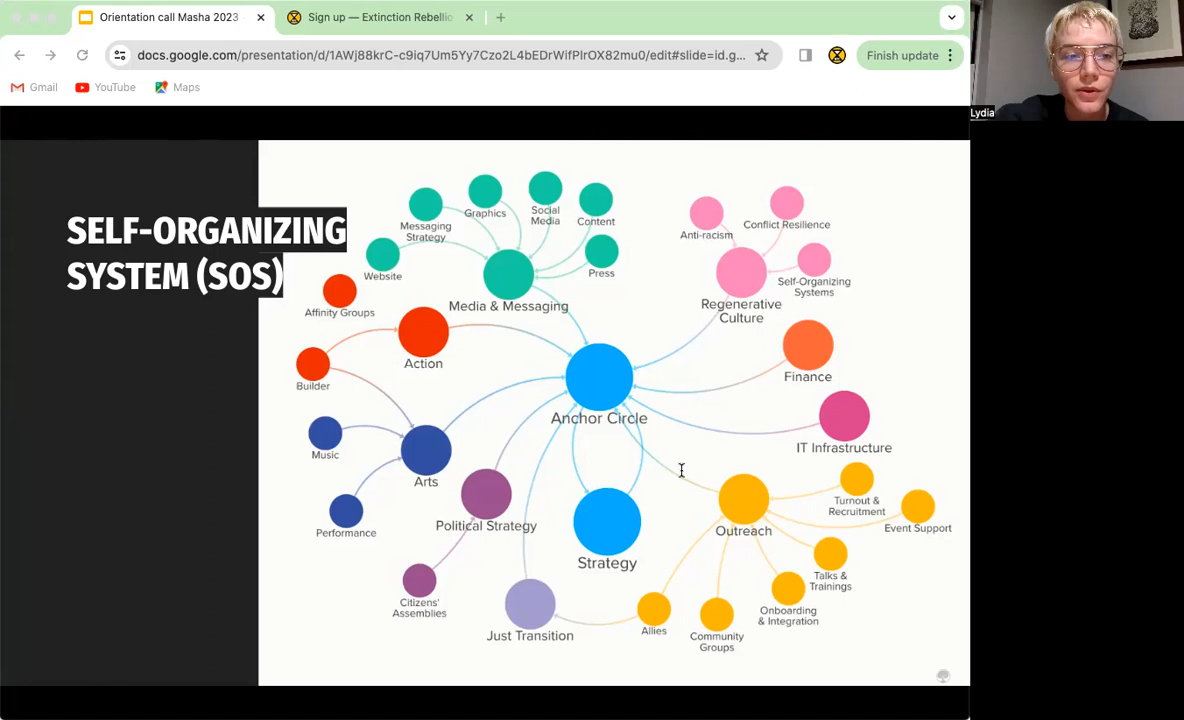 Orientation call Masha 2023
Sign up — Extinction Rebellio
docs.google.com/presentation/d/1AWj88krC-c9iq7Um5Yy7Czo2L4bEDrWifPlrOX82mu0/edit#slide=id.g...
Finish update
Gmail
YouTube
Maps
Lydia
SELF-ORGANIZING
SYSTEM (SOS)
Messaging
Strategy
Graphics
Social
Media
Content
Website
Press
Media & Messaging
Anti-racism
Conflict Resilience
Self-Organizing
Systems
Regenerative
Culture
Affinity Groups
Action
Builder
Finance
Anchor Circle
Music
Arts
IT Infrastructure
Performance
Political Strategy
Outreach
Turnout &
Recruitment
Event Support
Strategy
Talks &
Trainings
Citizens'
Assemblies
Onboarding
& Integration
Just Transition
Allies
Community
Groups